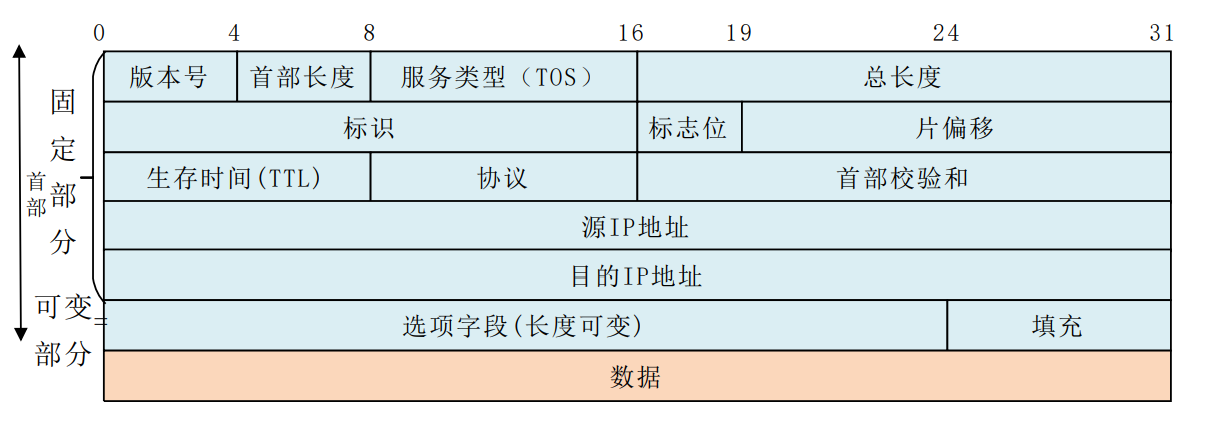 0 4 8 16 19 24 31
版本号 首部长度 服务类型（TOS） 总长度
标识 标志位 片偏移
生存时间(TTL) 协议 首部校验和
源IP地址
目的IP地址
选项字段(长度可变) 填充
数据
首部
固定部分
可变部分